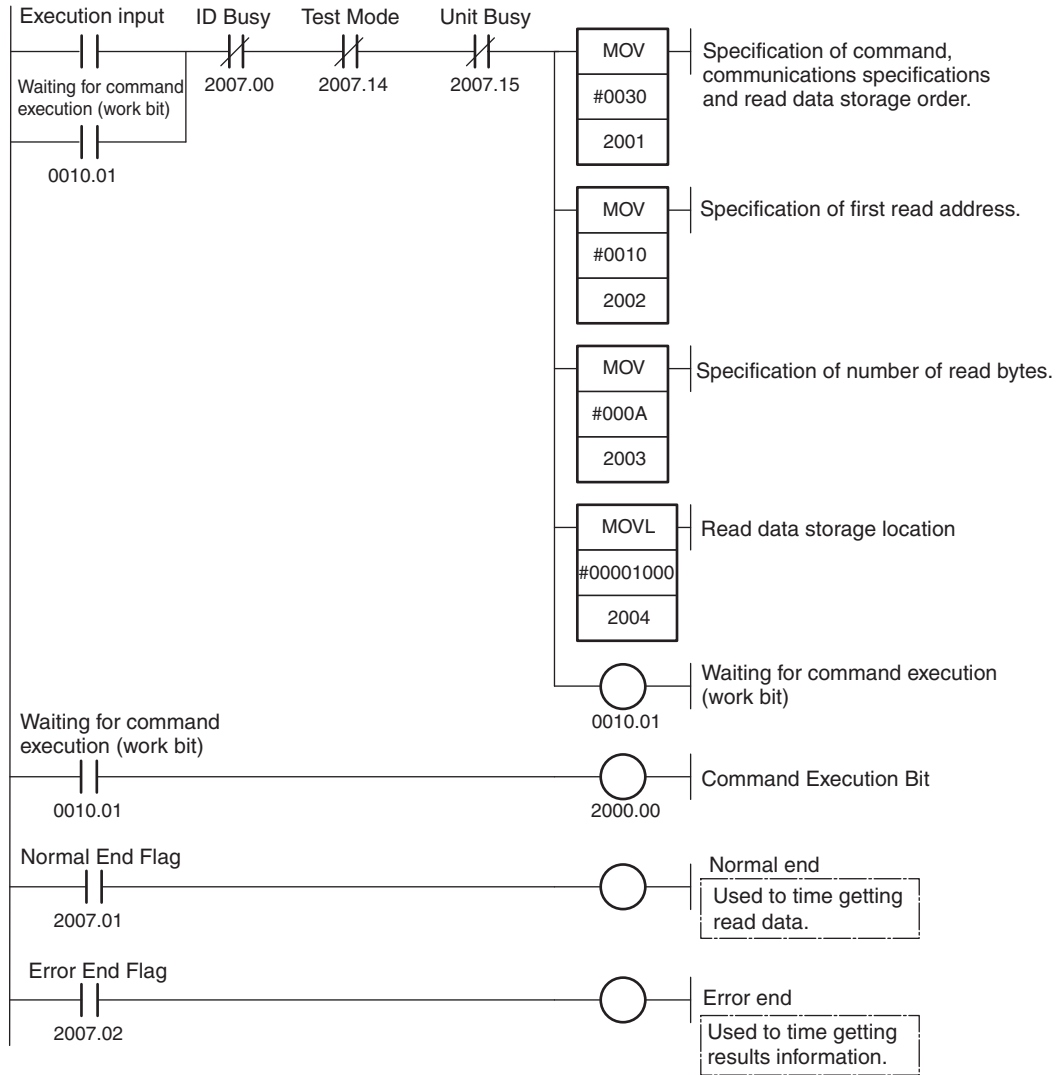 Execution input
ID Busy
Test Mode
Unit Busy
2007.00
2007.14
2007.15
Waiting for command
execution (work bit)
0010.01
MOV
#0030
2001
Specification of command,
communications specifications
and read data storage order.
MOV
#0010
2002
Specification of first read address.
MOV
#000A
2003
Specification of number of read bytes.
MOVL
#00001000
2004
Read data storage location
0010.01
Waiting for command execution
(work bit)
Waiting for command
execution (work bit)
0010.01
2000.00
Command Execution Bit
Normal End Flag
2007.01
Normal end
Used to time getting
read data.
Error End Flag
2007.02
Error end
Used to time getting
results information.